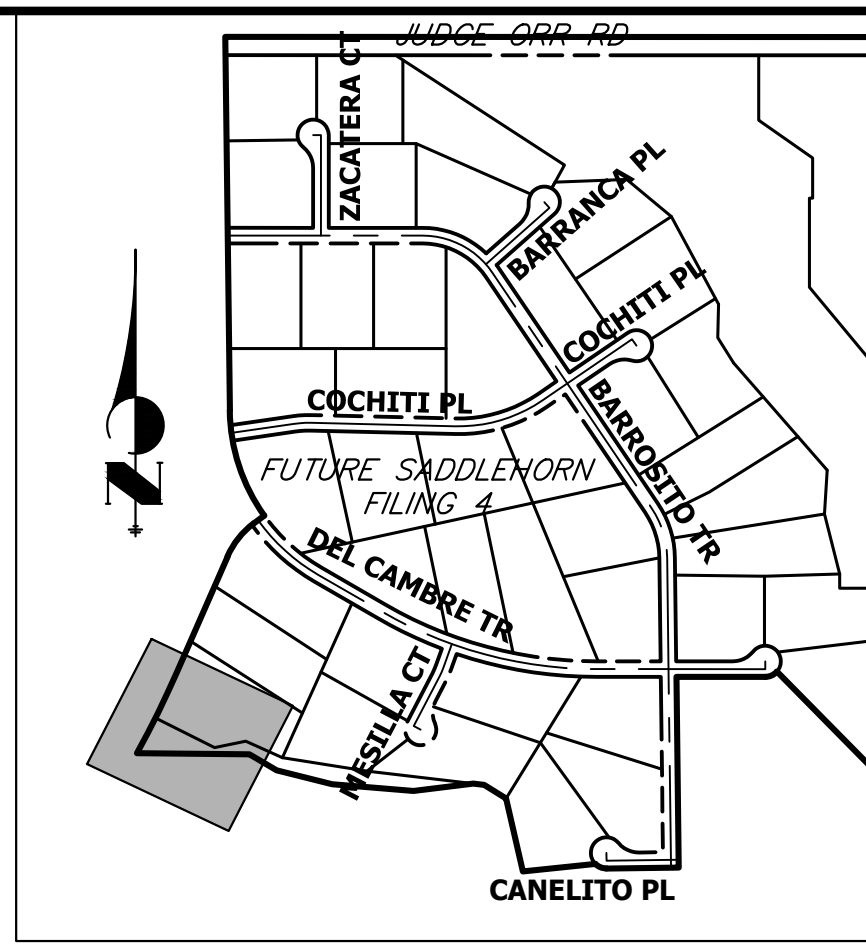 JUDGE ORR RD
ZACATERA CT
BARRANCA PL
COCHITI PL
COCHITI PL
BARROSITO TR
FUTURE SADDLEHORN
FILING 4
DEL CAMBRE TR
N
MESILLA CT
CANELITO PL